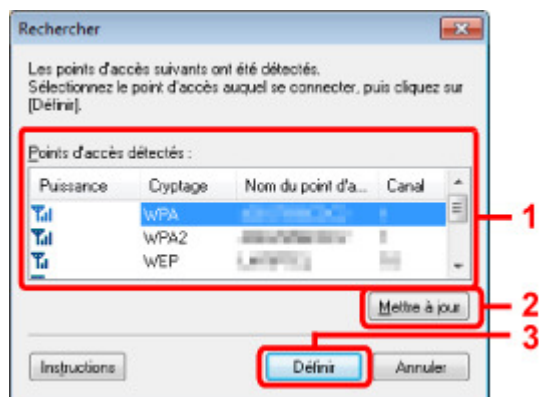 Rechercher
Les points d'accès suivants ont été détectés.
Sélectionnez le point d'accès auquel se connecter, puis cliquez sur
[Définir].
Points d'accès détectés :
Puissance Cryptage Nom du point d'a... Canal
WPA
WPA2
WEP
1
Mettre à jour
2
3
Instructions Définir Annuler